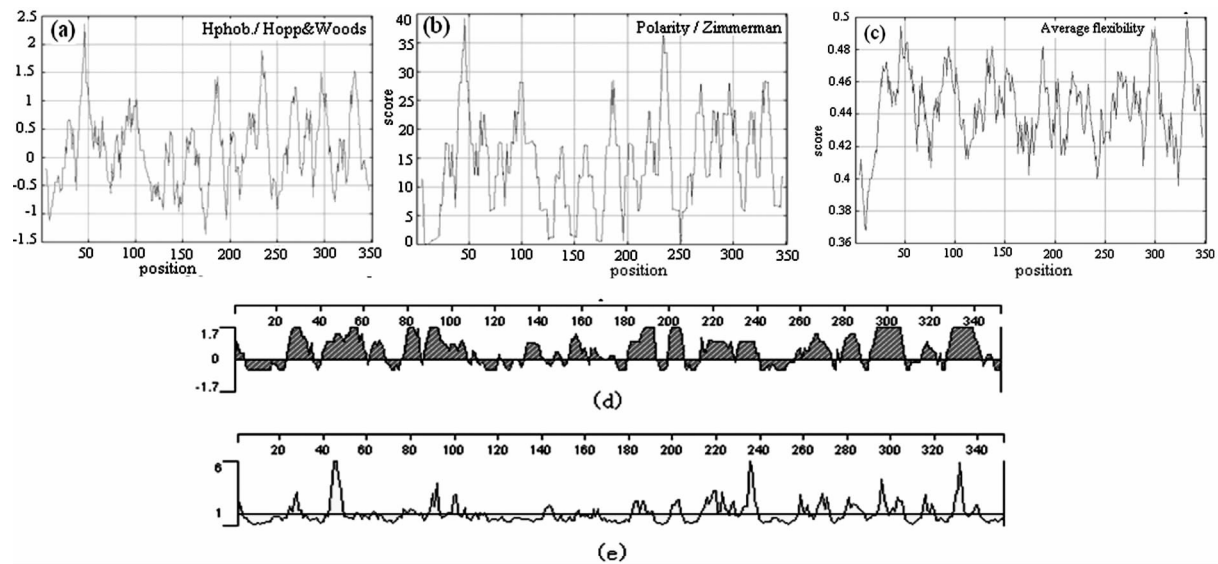 (a) Hphob./ Hopp&Woods
2.5
2
1.5
1
0.5
0
-0.5
-1
-1.5
50 100 150 200 250 300 350
position
(b) Polarity / Zimmerman
score
40
35
30
25
20
15
10
5
0
50 100 150 200 250 300 350
position
(c) Average flexibility
score
0.5
0.48
0.46
0.44
0.42
0.4
0.38
0.36
50 100 150 200 250 300 350
position
20 40 60 80 100 120 140 160 180 200 220 240 260 280 300 320 340
1.7
0
-1.7
(d)
20 40 60 80 100 120 140 160 180 200 220 240 260 280 300 320 340
6
1
(e)